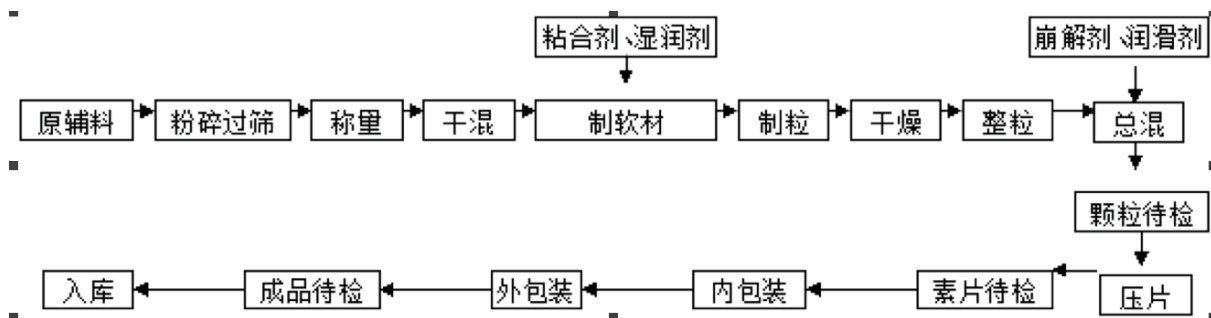 粘合剂、湿润剂
崩解剂、润滑剂
原辅料
粉碎过筛
称量
干混
制软材
制粒
干燥
整粒
总混
颗粒待检
压片
素片待检
内包装
外包装
成品待检
入库